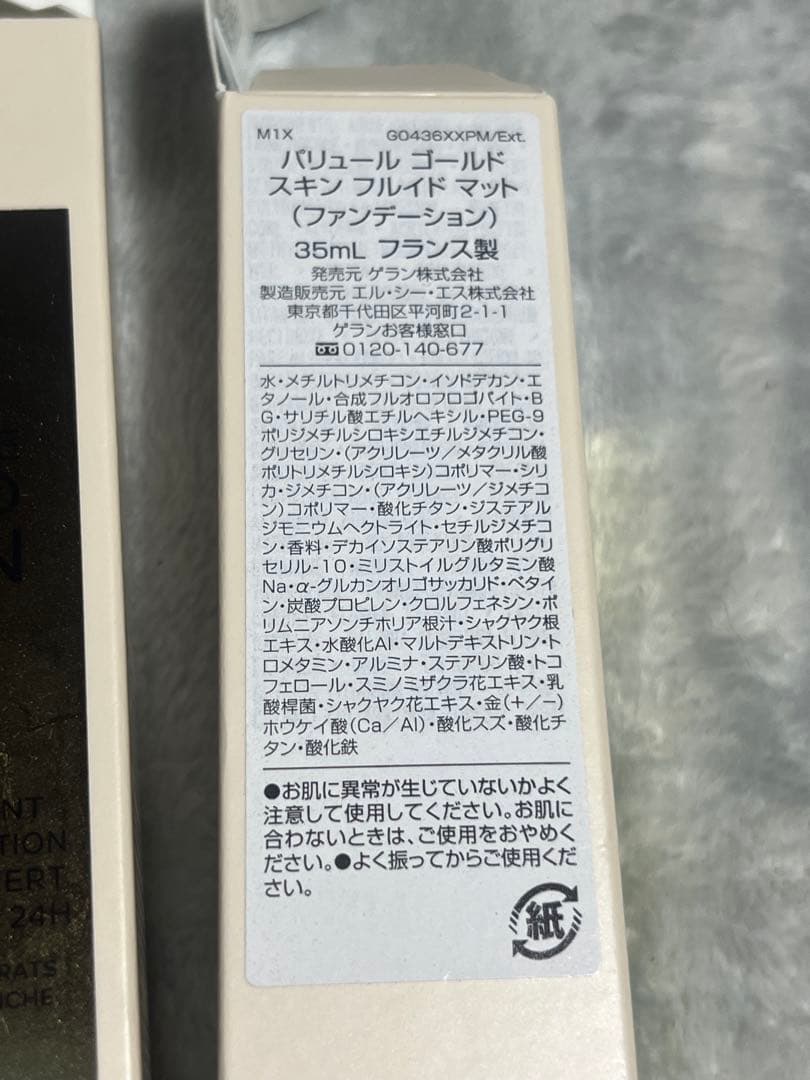 M1X G0436XXPM/Ext.
パリュール ゴールド
スキン フルイド マット
(ファンデーション)
35mL フランス製
発売元 ゲラン株式会社
製造販売元 エル・シー・エス株式会社
東京都千代田区平河町2-1-1
ゲランお客様窓口
0120-140-677
水・メチルトリメチコン・イソドデカン・エ
タノール・合成フルオロフロゴパイト・B
G・サリチル酸エチルヘキシル・PEG-9
ポリジメチルシロキシエチルジメチコン・
グリセリン・(アクリレーツ/メタクリル酸
ポリトリメチルシロキシ)コポリマー・シリ
カ・ジメチコン・(アクリレーツ/ジメチコ
ン)コポリマー・酸化チタン・ジステアル
ジモニウムヘクトライト・セチルジメチコ
ン・香料・デカイソステアリン酸ポリグリ
セリル-10・ミリストイルグルタミン酸
Na・α-グルカンオリゴサッカリド・ベタイ
ン・炭酸プロピレン・クロルフェネシン・ポ
リムニアソンチホリア根汁・シャクヤク根
エキス・水酸化Al・マルトデキストリン・ト
ロメタミン・アルミナ・ステアリン酸・トコ
フェロール・スミノミザクラ花エキス・乳
酸桿菌・シャクヤク花エキス・金(+/-)
ホウケイ酸(Ca/Al)・酸化スズ・酸化チ
タン・酸化鉄
●お肌に異常が生じていないかよく
注意して使用してください。お肌に
合わないときは、ご使用をおやめく
ださい。●よく振ってからご使用くだ
さい。
紙
E
O
N
NT
TION
VERT
24H
RATS
NCHE